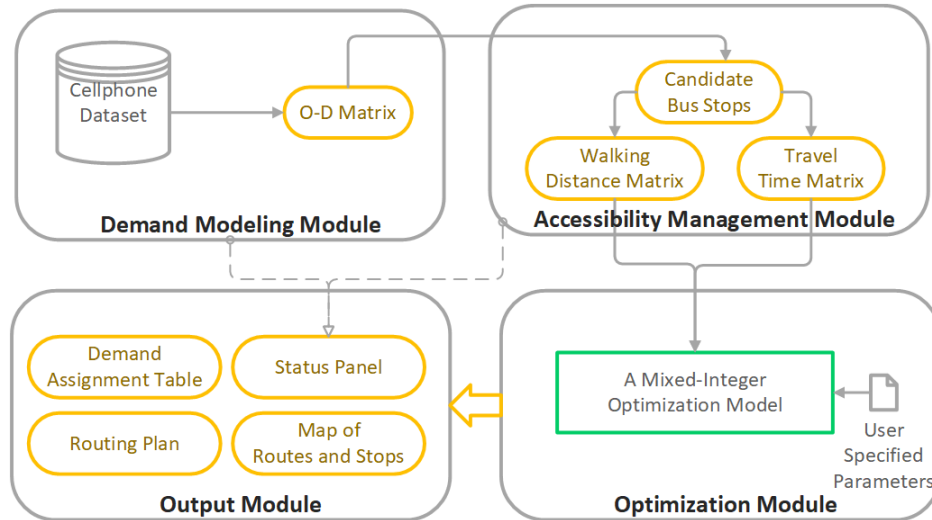 Cellphone
Dataset
O-D Matrix
Demand Modeling Module
Candidate
Bus Stops
Walking
Distance Matrix
Travel
Time Matrix
Accessibility Management Module
Demand
Assignment Table
Status Panel
Routing Plan
Map of
Routes and Stops
Output Module
A Mixed-Integer
Optimization Model
User
Specified
Parameters
Optimization Module